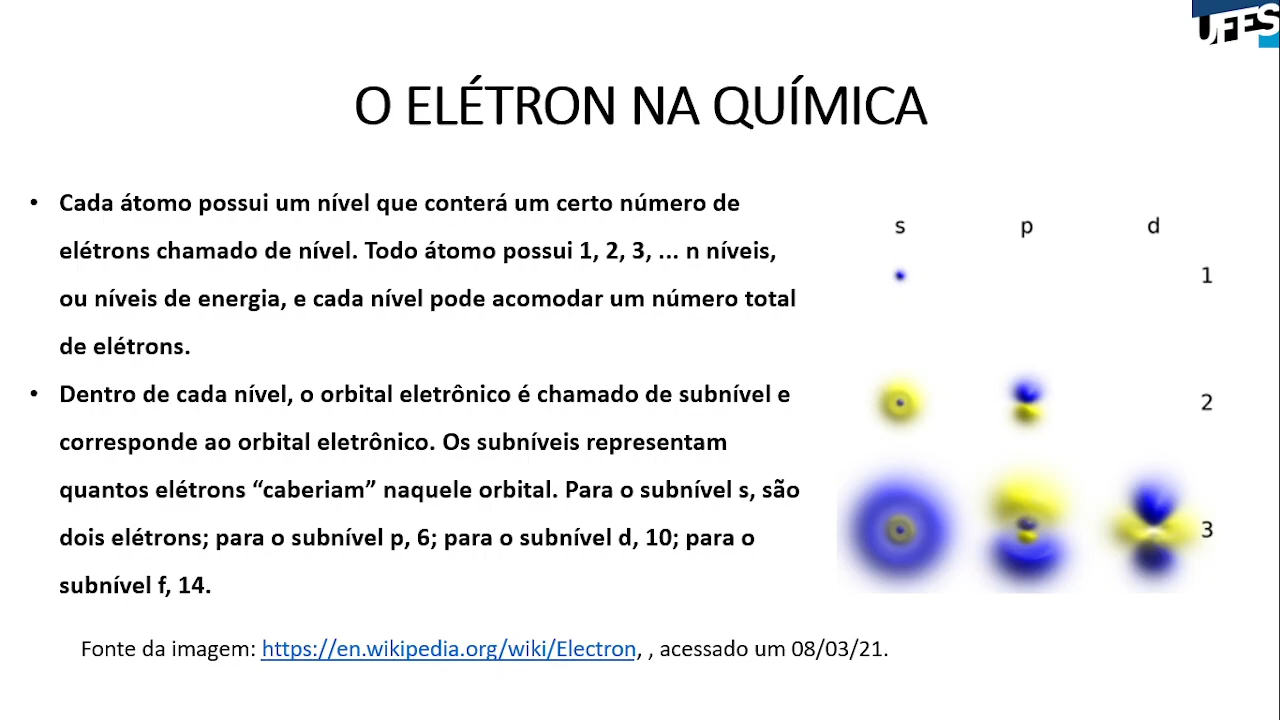 UFES
O ELÉTRON NA QUÍMICA
• Cada átomo possui um nível que conterá um certo número de
elétrons chamado de nível. Todo átomo possui 1, 2, 3, ... n níveis,
ou níveis de energia, e cada nível pode acomodar um número total
de elétrons.
• Dentro de cada nível, o orbital eletrônico é chamado de subnível e
corresponde ao orbital eletrônico. Os subníveis representam
quantos elétrons “caberiam” naquele orbital. Para o subnível s, são
dois elétrons; para o subnível p, 6; para o subnível d, 10; para o
subnível f, 14.
s p d
1
2
3
Fonte da imagem: https://en.wikipedia.org/wiki/Electron, , acessado um 08/03/21.